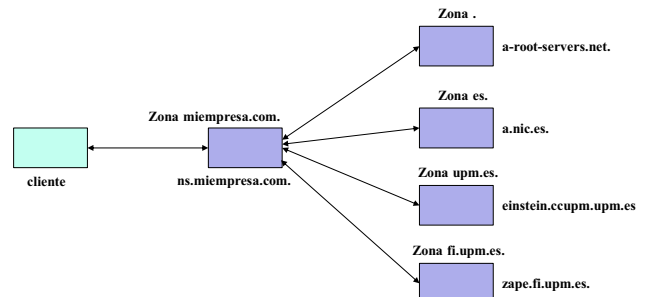 Zona .
a-root-servers.net.
Zona es.
a.nic.es.
Zona miempresa.com.
cliente
ns.miempresa.com.
Zona upm.es.
einstein.ccupm.upm.es
Zona fi.upm.es.
zape.fi.upm.es.